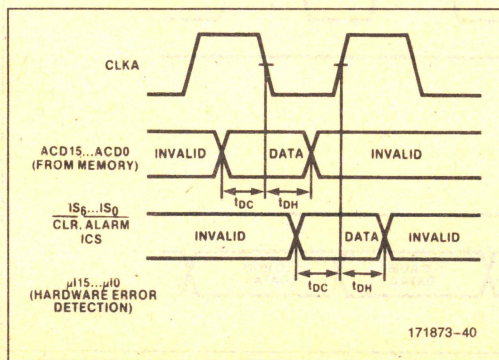 CLKA
ACD15...ACD0
(FROM MEMORY)
INVALID
DATA
INVALID
tDC
tDH
IS6...IS0
CLR, ALARM
ICS
INVALID
DATA
INVALID
tDC
tDH
µI15...µI0
(HARDWARE ERROR
DETECTION)
171873-40